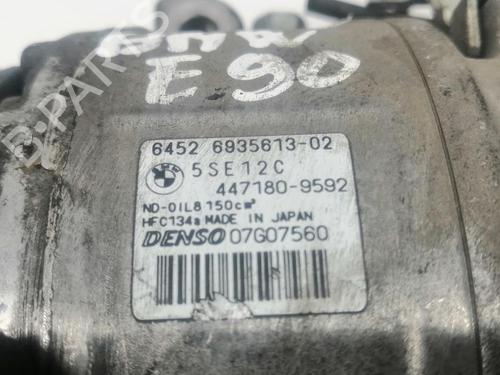 BMW
E90
B-PARTS
6452 6935613-02
5SE12C
447180-9592
ND-OIL8 150cm³
HFC134a MADE IN JAPAN
DENSO 07G07560